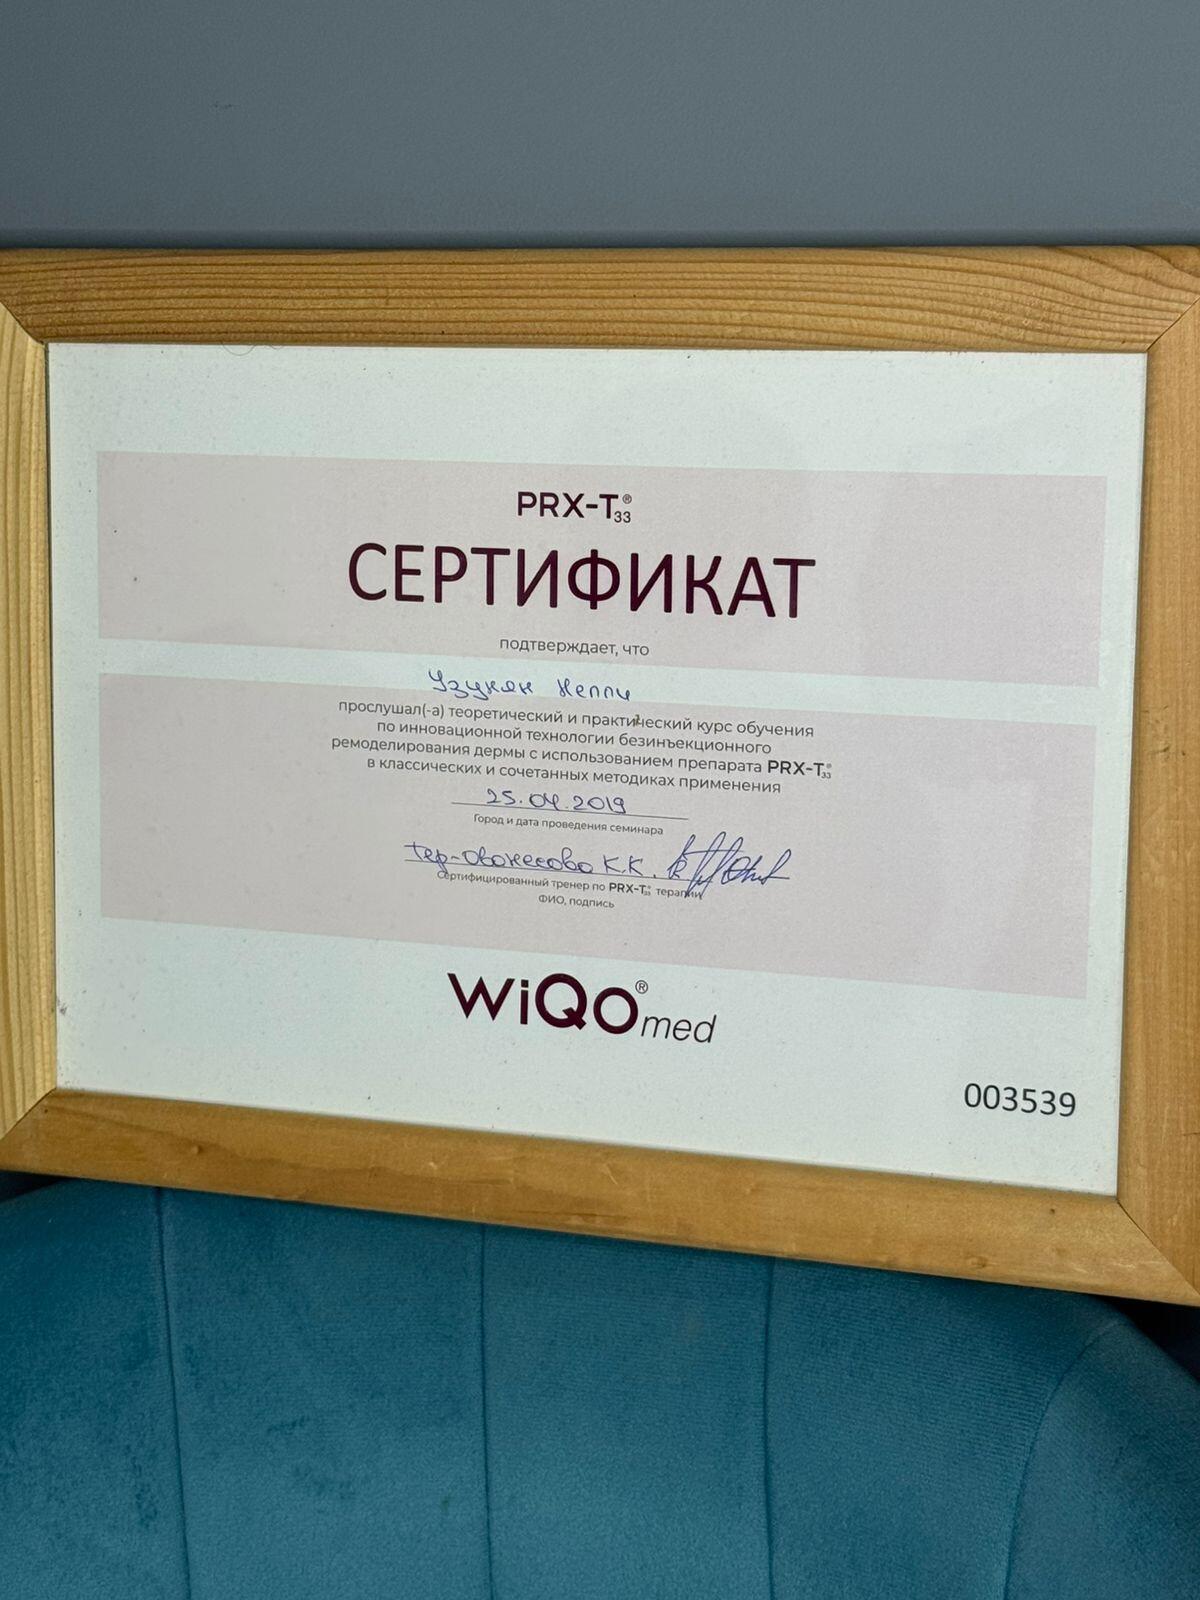 PRX-T33®
СЕРТИФИКАТ
подтверждает, что
Узунян Нелли
прослушал(-а) теоретический и практический курс обучения
по инновационной технологии безинъекционного
ремоделирования дермы с использованием препарата PRX-T33®
в классических и сочетанных методиках применения
25.04.2019
Город и дата проведения семинара
Тер-Ованесова К.К.
Сертифицированный тренер по PRX-T33® терапии
ФИО, подпись
WiQo®med
003539